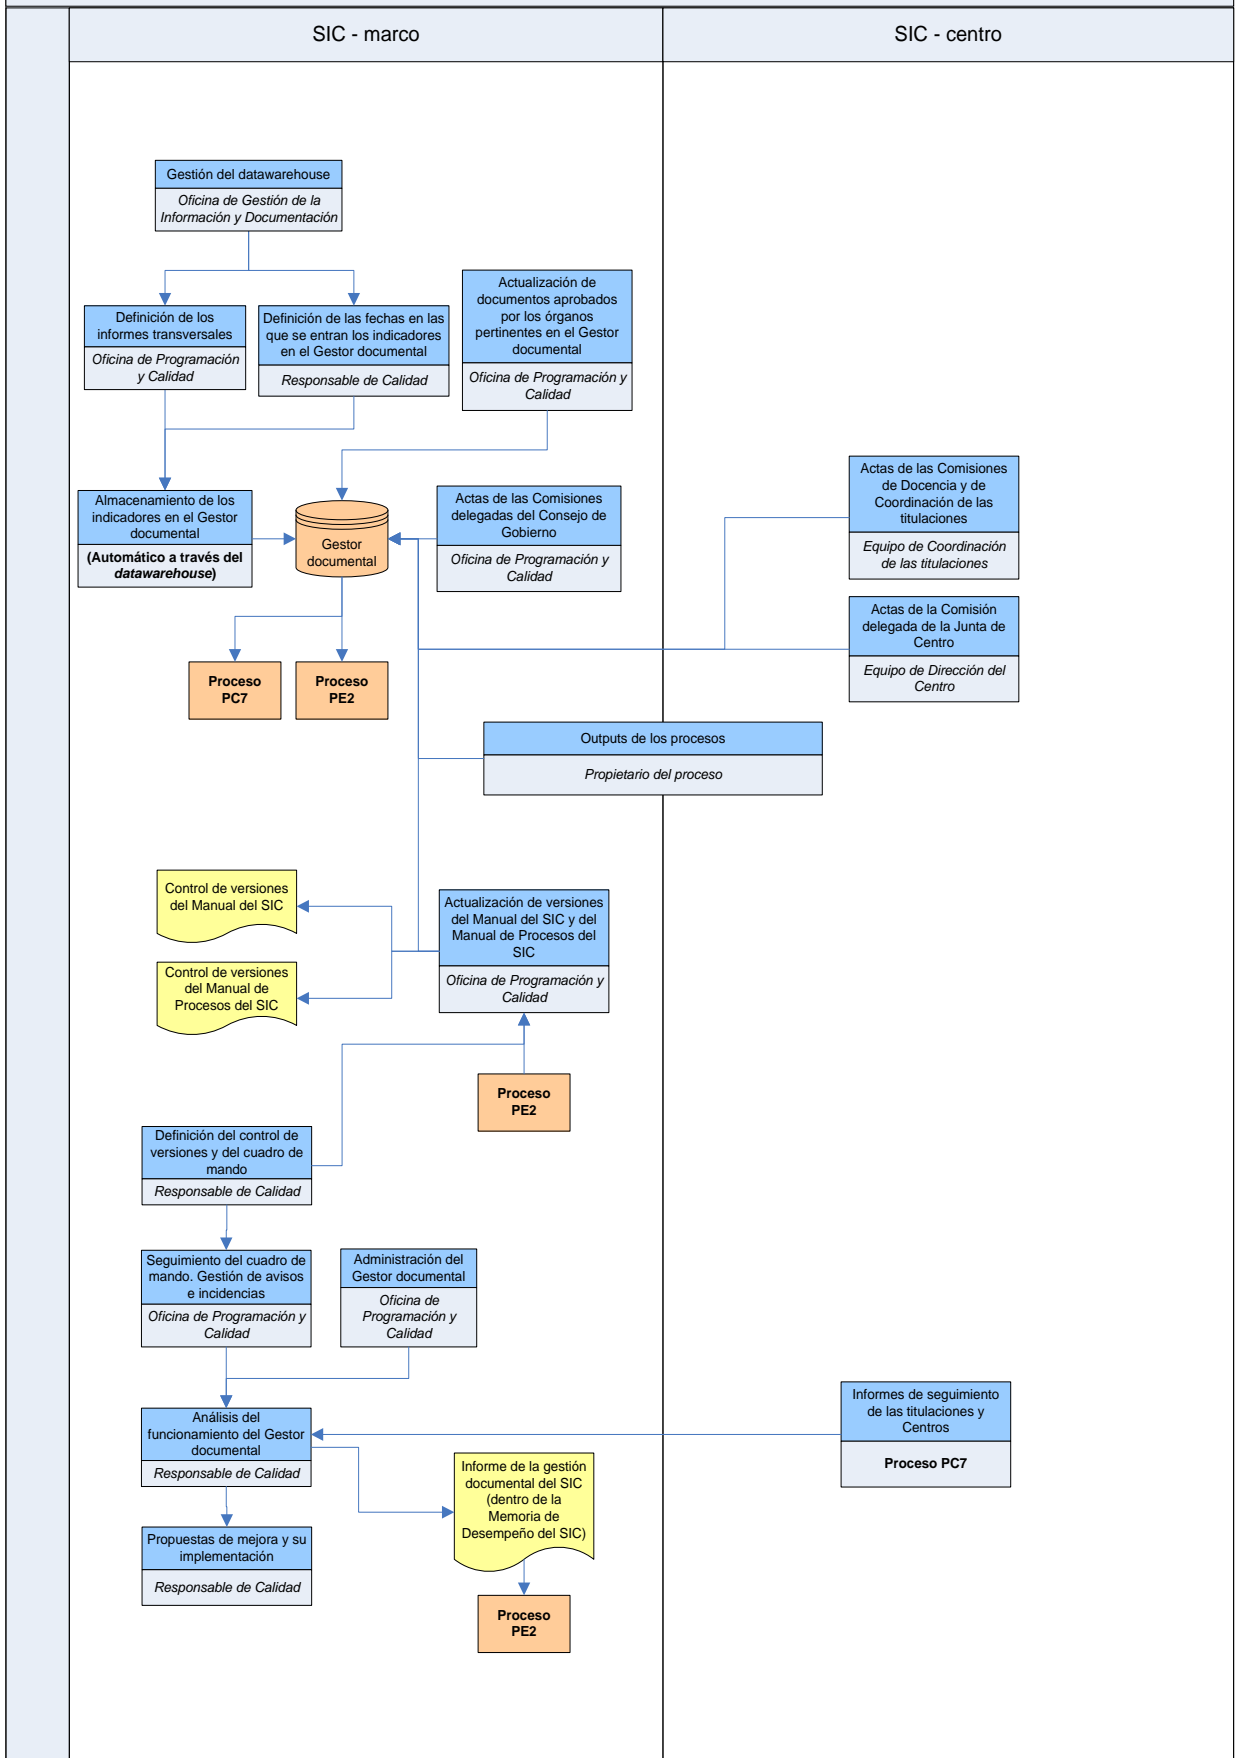 SIC - marco
SIC - centro
Gestión del datawarehouse
Oficina de Gestión de la
Información y Documentación
Definición de los
informes transversales
Oficina de Programación
y Calidad
Definición de las fechas en las
que se entran los indicadores
en el Gestor documental
Responsable de Calidad
Actualización de
documentos aprobados
por los órganos
pertinentes en el Gestor
documental
Oficina de Programación y
Calidad
Almacenamiento de los
indicadores en el Gestor
documental
(Automático a través del
datawarehouse)
Gestor
documental
Actas de las Comisiones
delegadas del Consejo de
Gobierno
Oficina de Programación y
Calidad
Actas de las Comisiones
de Docencia y de
Coordinación de las
titulaciones
Equipo de Coordinación
de las titulaciones
Actas de la Comisión
delegada de la Junta de
Centro
Equipo de Dirección del
Centro
Proceso
PC7
Proceso
PE2
Outputs de los procesos
Propietario del proceso
Control de versiones
del Manual del SIC
Control de versiones
del Manual de
Procesos del SIC
Actualización de versiones
del Manual del SIC y del
Manual de Procesos del
SIC
Oficina de Programación y
Calidad
Proceso
PE2
Definición del control de
versiones y del cuadro de
mando
Responsable de Calidad
Seguimiento del cuadro de
mando. Gestión de avisos
e incidencias
Oficina de Programación y
Calidad
Administración del
Gestor documental
Oficina de
Programación y
Calidad
Análisis del
funcionamiento del Gestor
documental
Responsable de Calidad
Informes de seguimiento
de las titulaciones y
Centros
Proceso PC7
Informe de la gestión
documental del SIC
(dentro de la
Memoria de
Desempeño del SIC)
Propuestas de mejora y su
implementación
Responsable de Calidad
Proceso
PE2